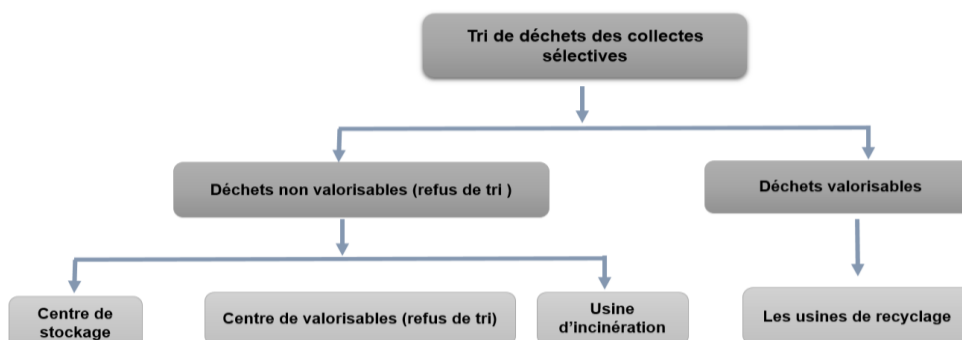 Tri de déchets des collectes
sélectives
Déchets non valorisables (refus de tri )
Déchets valorisables
Centre de
stockage
Centre de valorisables (refus de tri)
Usine
d’incinération
Les usines de recyclage